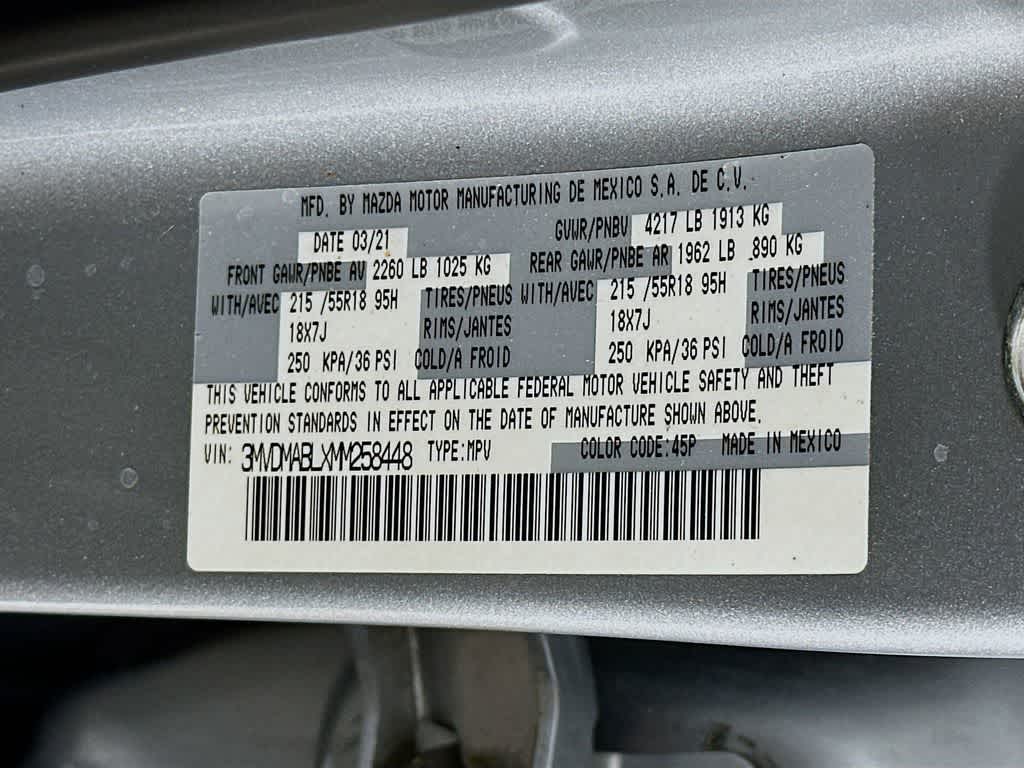 MFD. BY MAZDA MOTOR MANUFACTURING DE MEXICO S.A. DE C.V.
DATE 03/21 GVWR/PNBV 4217 LB 1913 KG
FRONT GAWR/PNBE AV 2260 LB 1025 KG REAR GAWR/PNBE AR 1962 LB 890 KG
WITH/AVEC 215 /55R18 95H TIRES/PNEUS WITH/AVEC 215 /55R18 95H TIRES/PNEUS
18X7J RIMS/JANTES 18X7J RIMS/JANTES
250 KPA/36 PSI COLD/A FROID 250 KPA/36 PSI COLD/A FROID
THIS VEHICLE CONFORMS TO ALL APPLICABLE FEDERAL MOTOR VEHICLE SAFETY AND THEFT
PREVENTION STANDARDS IN EFFECT ON THE DATE OF MANUFACTURE SHOWN ABOVE.
VIN: 3MVDMABLXMM258448 TYPE:MPV COLOR CODE:45P MADE IN MEXICO